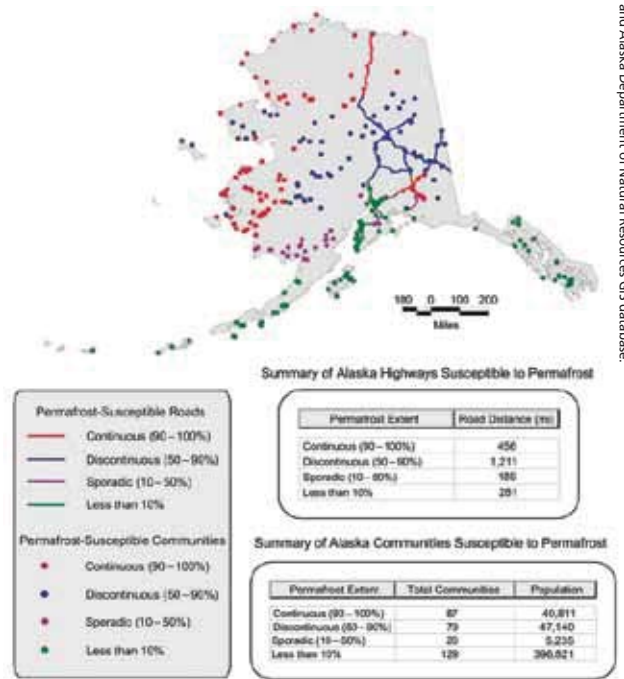 and Alaska Department of Natural Resources GIS database.
180 0 100 200
Miles
Summary of Alaska Highways Susceptible to Permafrost
Permafrost Extent Road Distance (mi)
Continuous (90–100%) 456
Discontinuous (50–90%) 1,211
Sporadic (10–50%) 185
Less than 10% 281
Permafrost-Susceptible Roads
Continuous (90–100%)
Discontinuous (50–90%)
Sporadic (10–50%)
Less than 10%
Permafrost-Susceptible Communities
Continuous (90–100%)
Discontinuous (50–90%)
Sporadic (10–50%)
Less than 10%
Summary of Alaska Communities Susceptible to Permafrost
Permafrost Extent Total Communities Population
Continuous (90–100%) 87 40,811
Discontinuous (50–90%) 79 47,140
Sporadic (10–50%) 20 5,235
Less than 10% 129 396,821